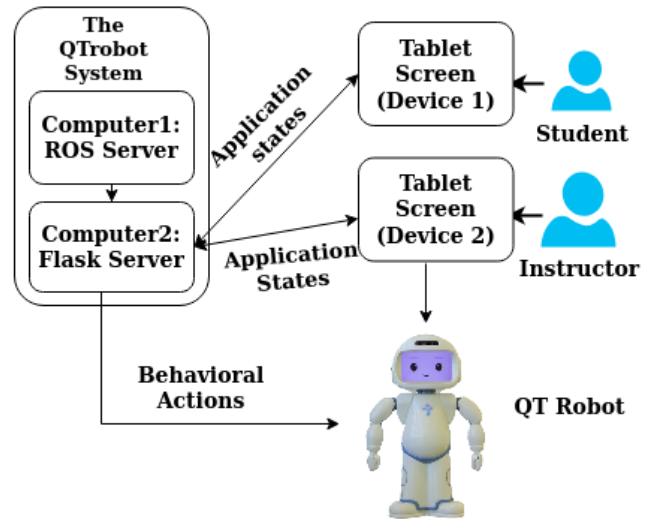 The
QTrobot
System
Computer1:
ROS Server
Computer2:
Flask Server
Application
states
Application
States
Tablet
Screen
(Device 1)
Student
Tablet
Screen
(Device 2)
Instructor
Behavioral
Actions
QT Robot